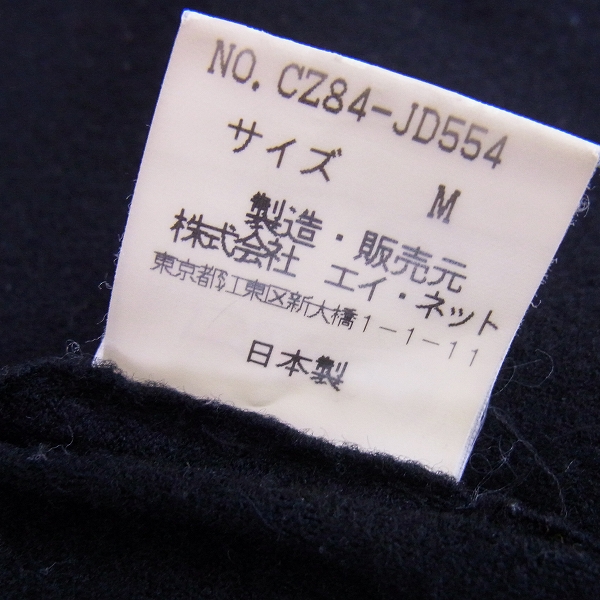 NO. CZ84-JD554
サイズ M
製造・販売元
株式会社 エイ・ネット
東京都江東区新大橋1-1-11
日本製